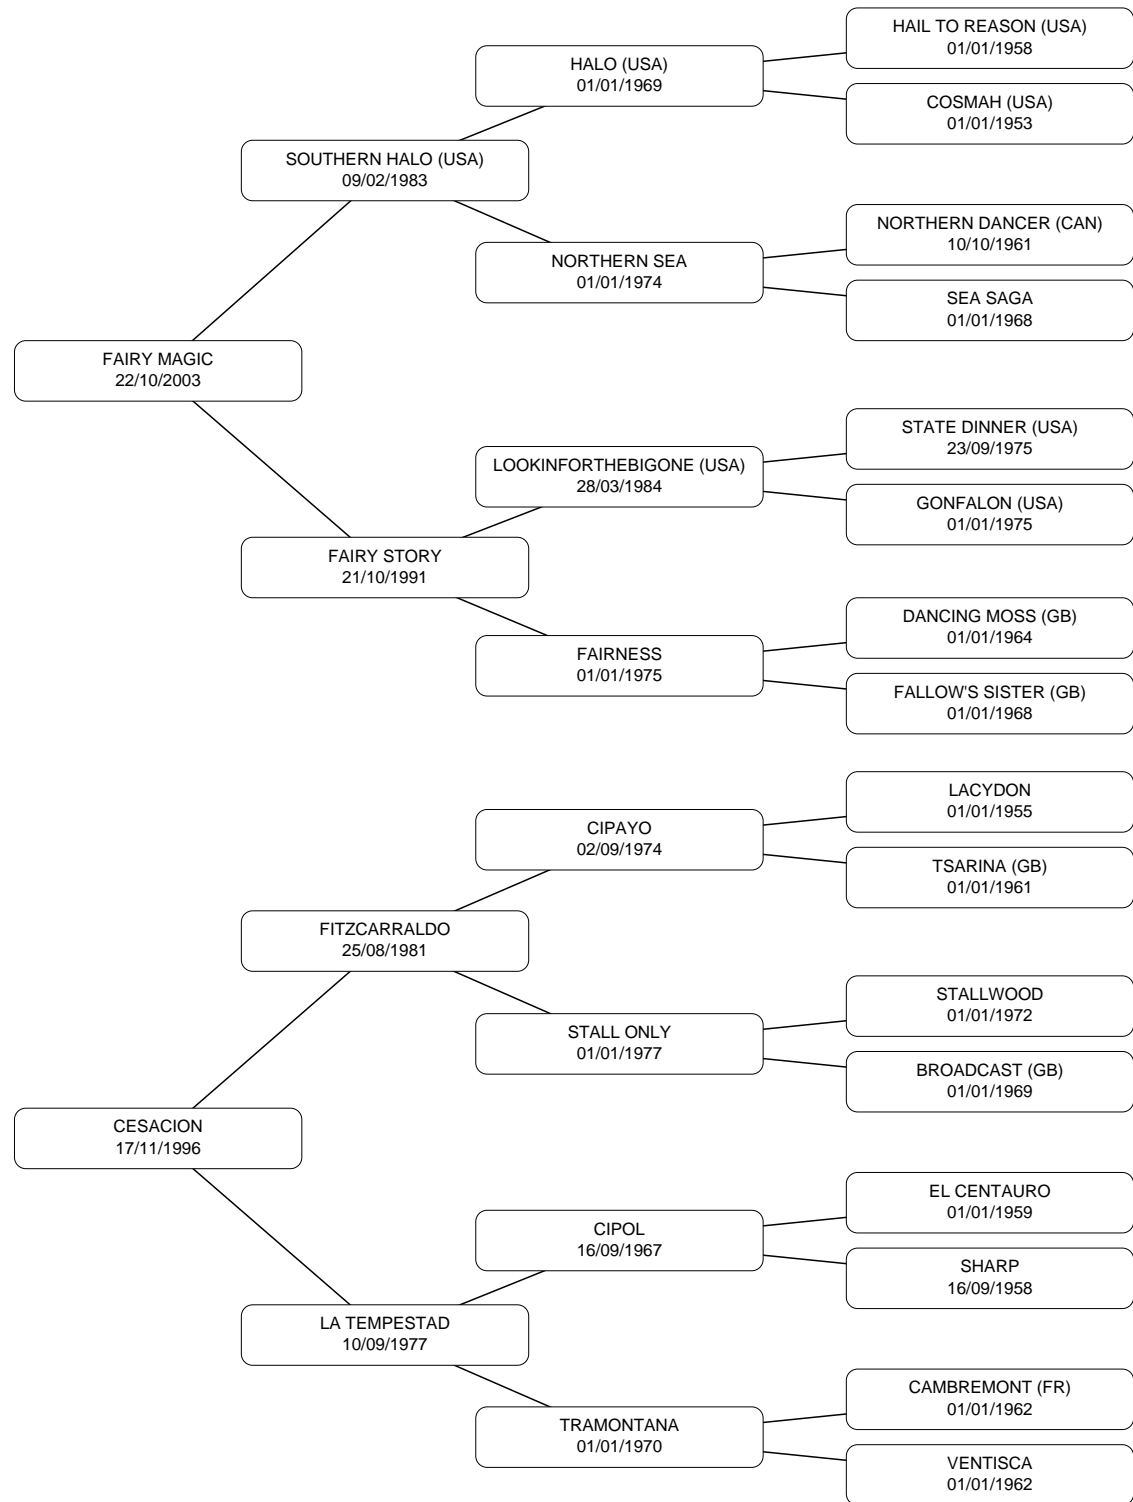 HAIL TO REASON (USA)
01/01/1958
HALO (USA)
01/01/1969
COSMAH (USA)
01/01/1953
SOUTHERN HALO (USA)
09/02/1983
NORTHERN DANCER (CAN)
10/10/1961
NORTHERN SEA
01/01/1974
SEA SAGA
01/01/1968
FAIRY MAGIC
22/10/2003
STATE DINNER (USA)
23/09/1975
LOOKINFORTHEBIGONE (USA)
28/03/1984
GONFALON (USA)
01/01/1975
FAIRY STORY
21/10/1991
DANCING MOSS (GB)
01/01/1964
FAIRNESS
01/01/1975
FALLOW'S SISTER (GB)
01/01/1968
LACYDON
01/01/1955
CIPAYO
02/09/1974
TSARINA (GB)
01/01/1961
FITZCARRALDO
25/08/1981
STALLWOOD
01/01/1972
STALL ONLY
01/01/1977
BROADCAST (GB)
01/01/1969
CESACION
17/11/1996
EL CENTAURO
01/01/1959
CIPOL
16/09/1967
SHARP
16/09/1958
LA TEMPESTAD
10/09/1977
CAMBREMONT (FR)
01/01/1962
TRAMONTANA
01/01/1970
VENTISCA
01/01/1962